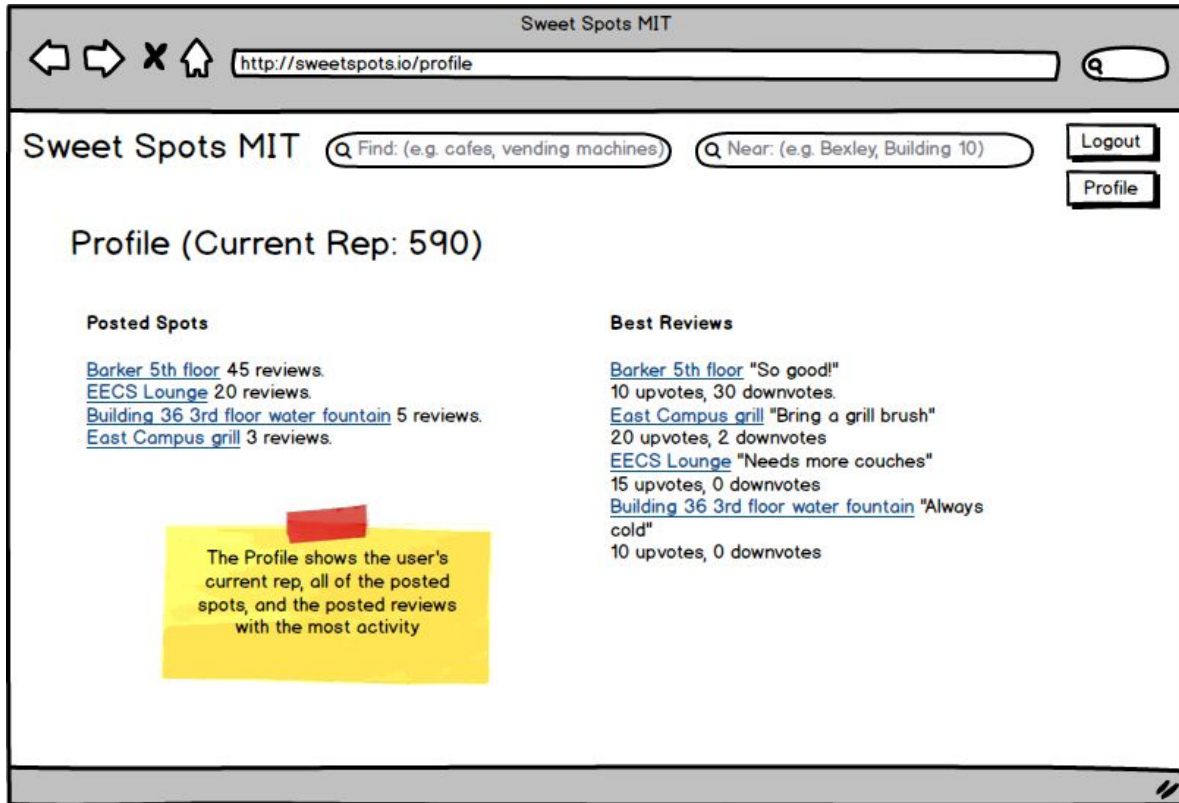 Sweet Spots MIT
http://sweetspots.io/profile
Sweet Spots MIT
Find: (e.g. cafes, vending machines)
Near: (e.g. Bexley, Building 10)
Logout
Profile
Profile (Current Rep: 590)
Posted Spots
Barker 5th floor 45 reviews.
EECS Lounge 20 reviews.
Building 36 3rd floor water fountain 5 reviews.
East Campus grill 3 reviews.
The Profile shows the user's
current rep, all of the posted
spots, and the posted reviews
with the most activity
Best Reviews
Barker 5th floor "So good!"
10 upvotes, 30 downvotes.
East Campus grill "Bring a grill brush"
20 upvotes, 2 downvotes
EECS Lounge "Needs more couches"
15 upvotes, 0 downvotes
Building 36 3rd floor water fountain "Always
cold"
10 upvotes, 0 downvotes